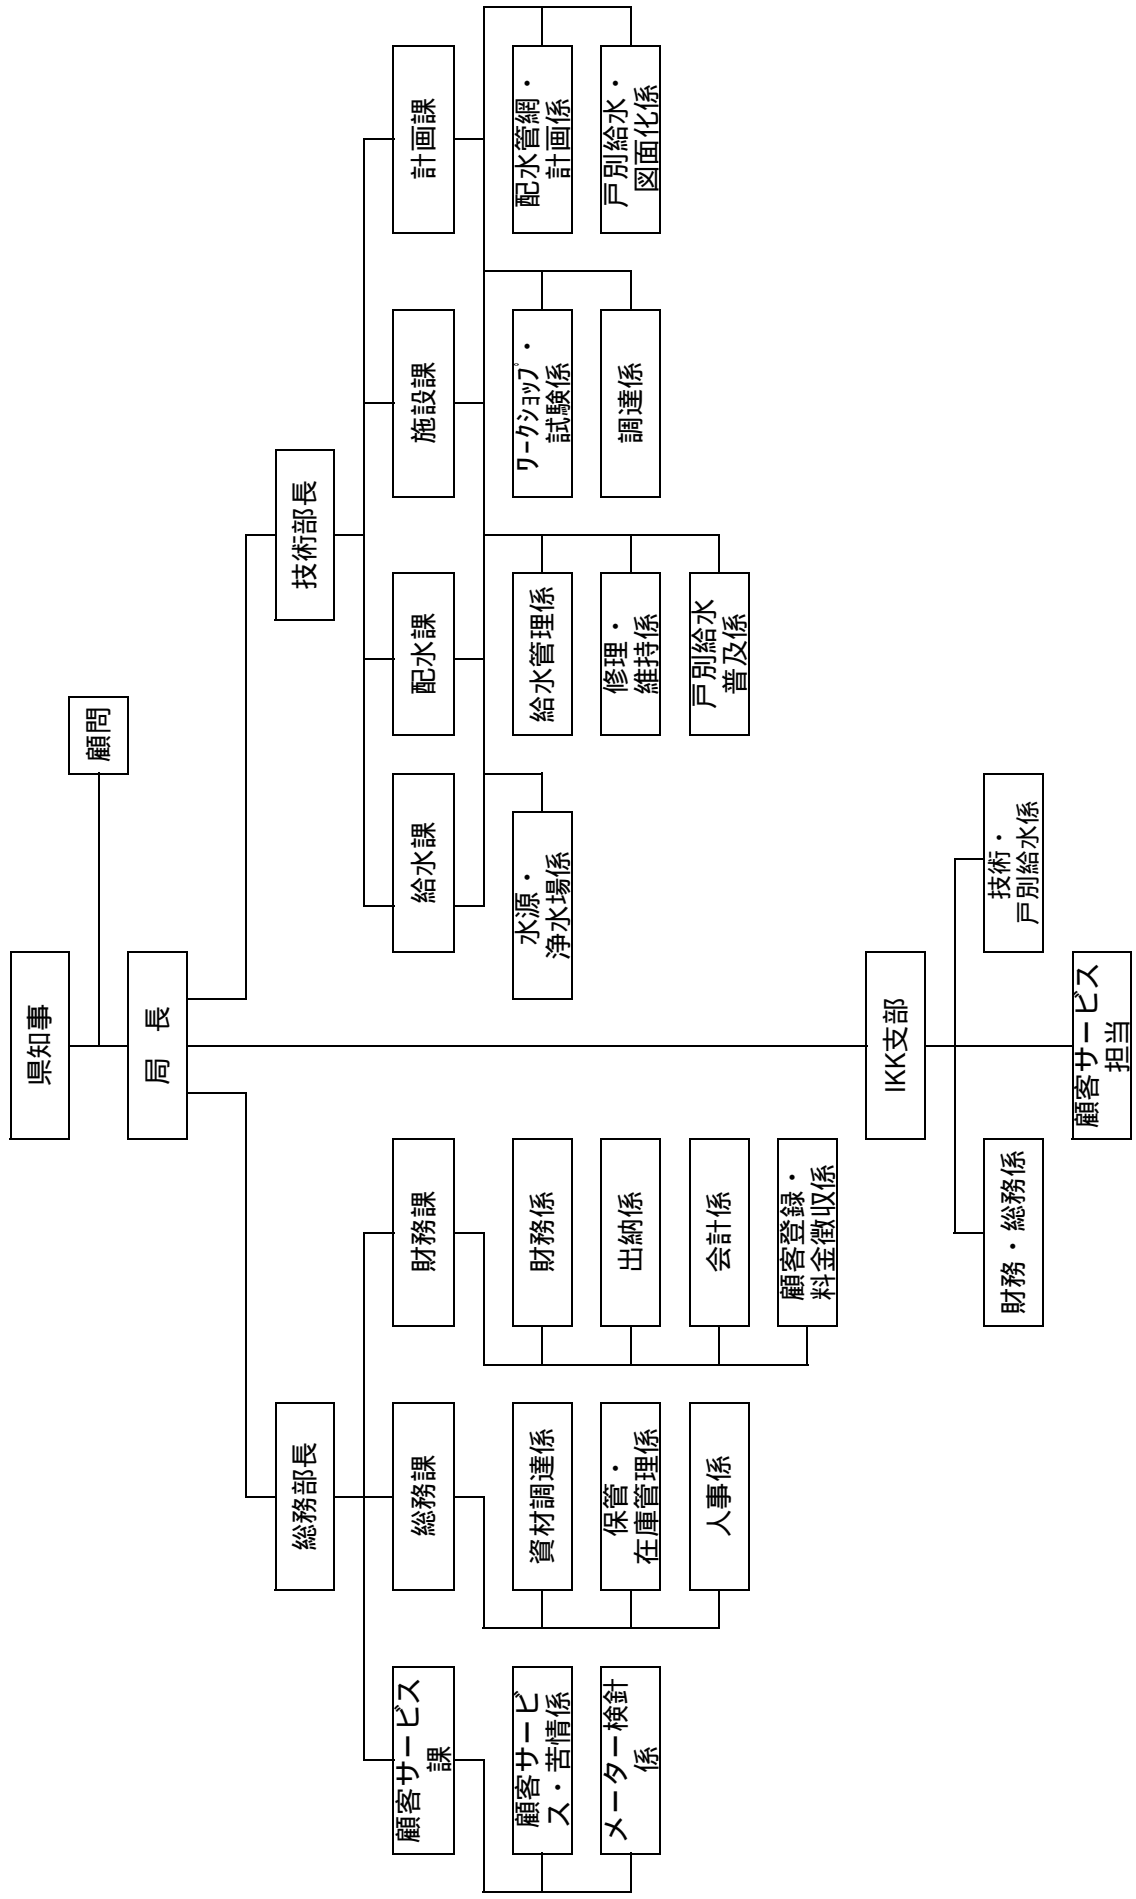 県知事
顧問
局 長
総務部長
技術部長
顧客サービス
課
総務課
財務課
給水課
配水課
施設課
計画課
顧客サービ
ス・苦情係
資材調達係
財務係
水源・
浄水場係
給水管理係
ﾜｰｸｼｮｯﾌﾟ・
試験係
配水管網・
計画係
メーター検針
係
保管・
在庫管理係
出納係
修理・
維持係
調達係
戸別給水・
図面化係
人事係
会計係
戸別給水
普及係
顧客登録・
料金徴収係
IKK支部
財務・総務係
技術・
戸別給水係
顧客サービス
担当